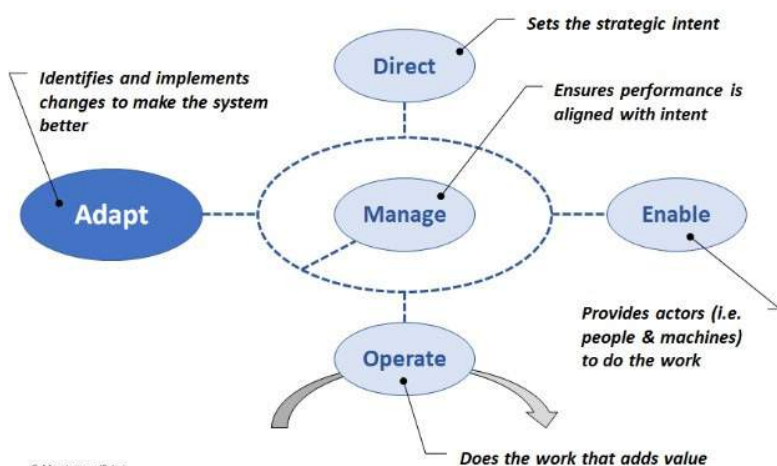 Sets the strategic intent
Direct
Identifies and implements
changes to make the system
better
Ensures performance is
aligned with intent
Adapt
Manage
Enable
Provides actors (i.e.
people & machines)
to do the work
Operate
Does the work that adds value